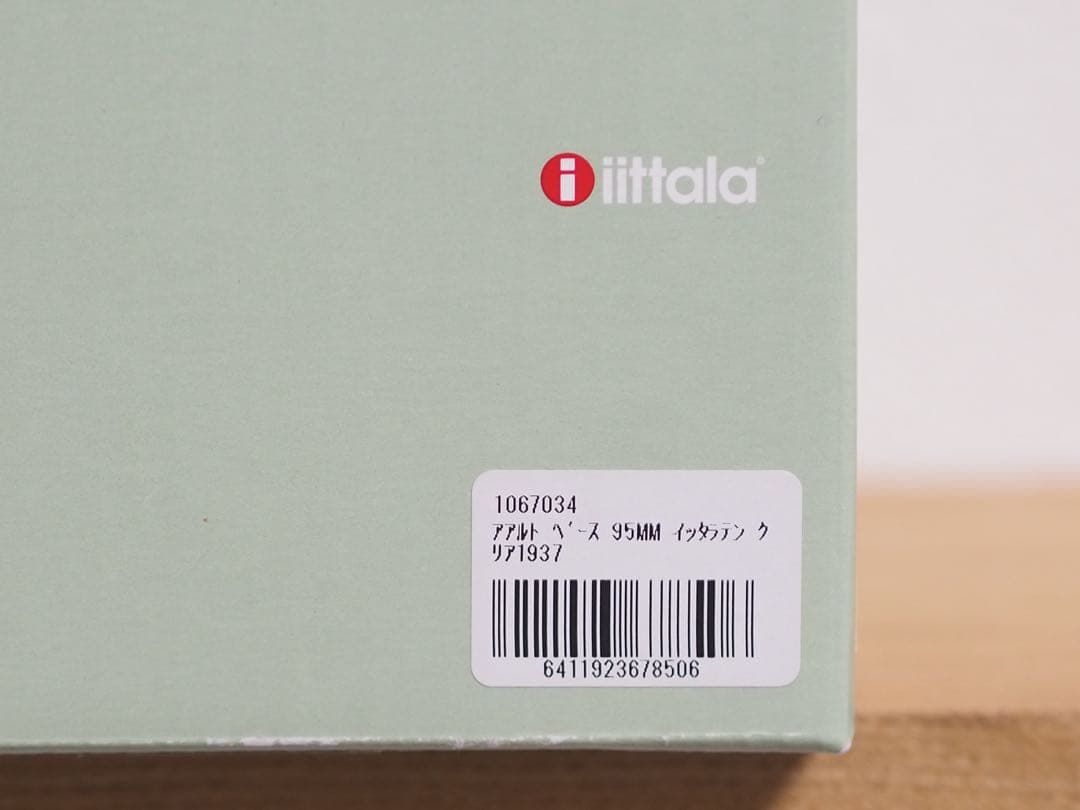 i iittala
1067034
ｱｱﾙﾄ ﾍﾞｰｽ 95MM ｲｯﾀﾗﾃﾝ ｸ
ﾘｱ1937
6411923678506